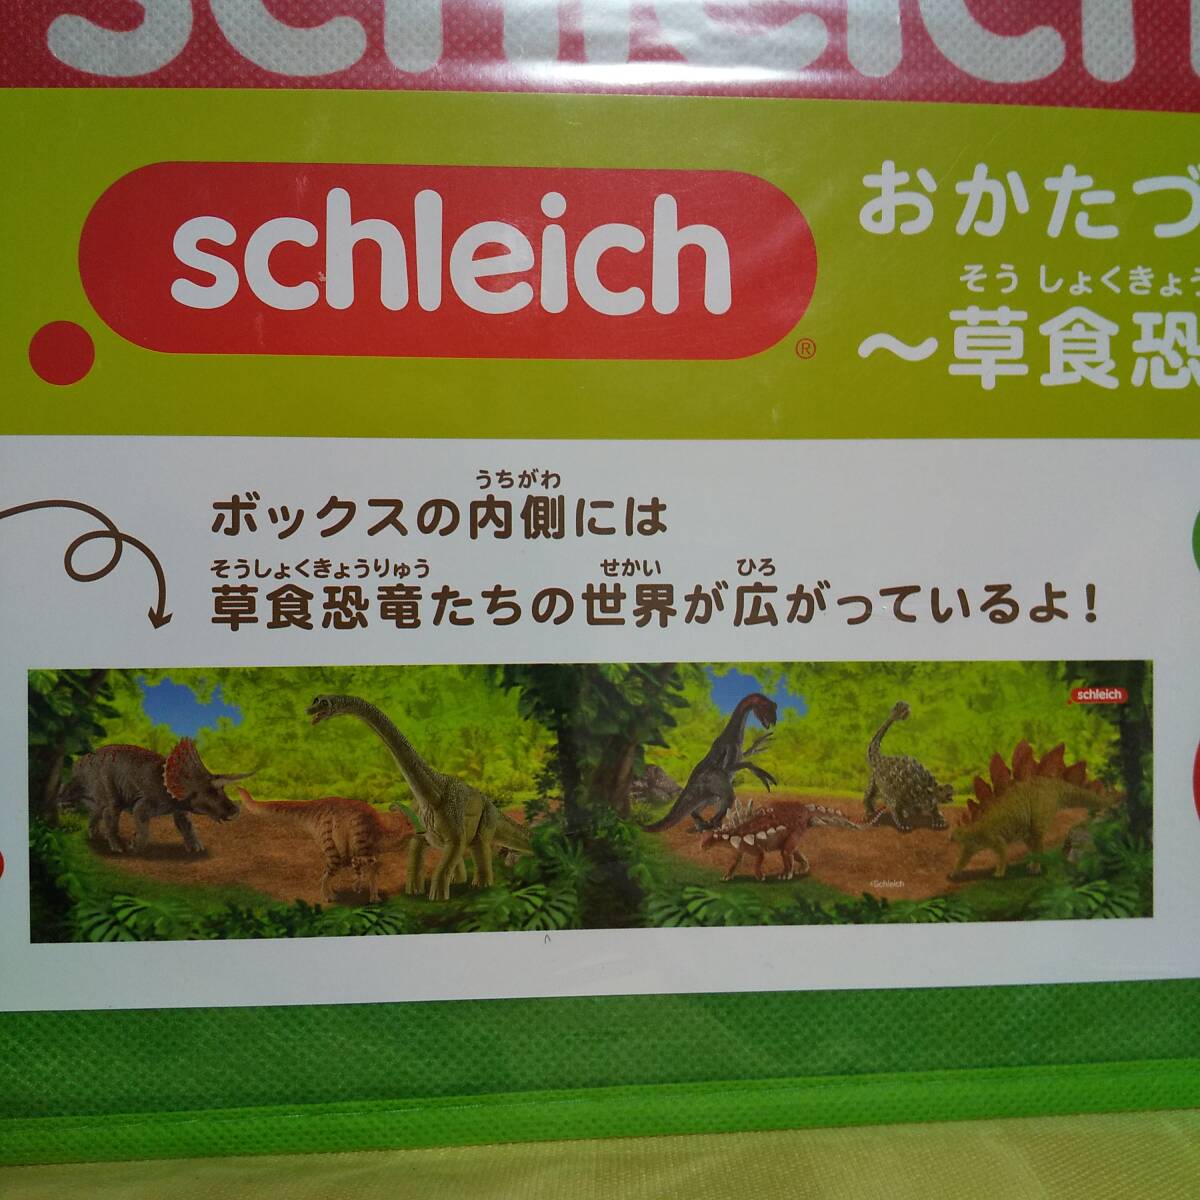 schleich
schleich®
おかたづ
そうしょくきょう
～草食恐
うちがわ
ボックスの内側には
そうしょくきょうりゅう せかい ひろ
草食恐竜たちの世界が広がっているよ!
schleich
©Schleich